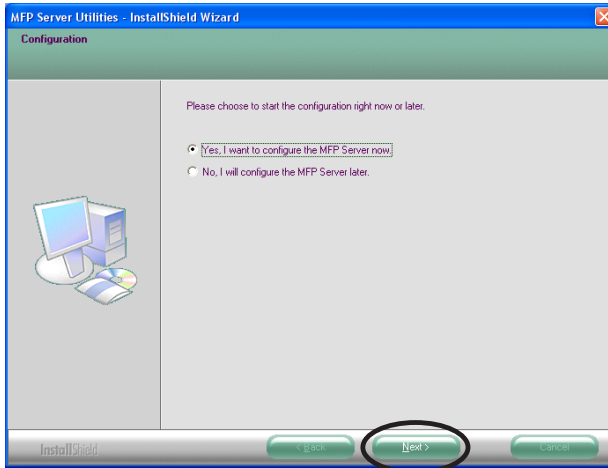 MFP Server Utilities - InstallShield Wizard
Configuration
Please choose to start the configuration right now or later.
Yes, I want to configure the MFP Server now.
No, I will configure the MFP Server later.
InstallShield
< Back
Next >
Cancel